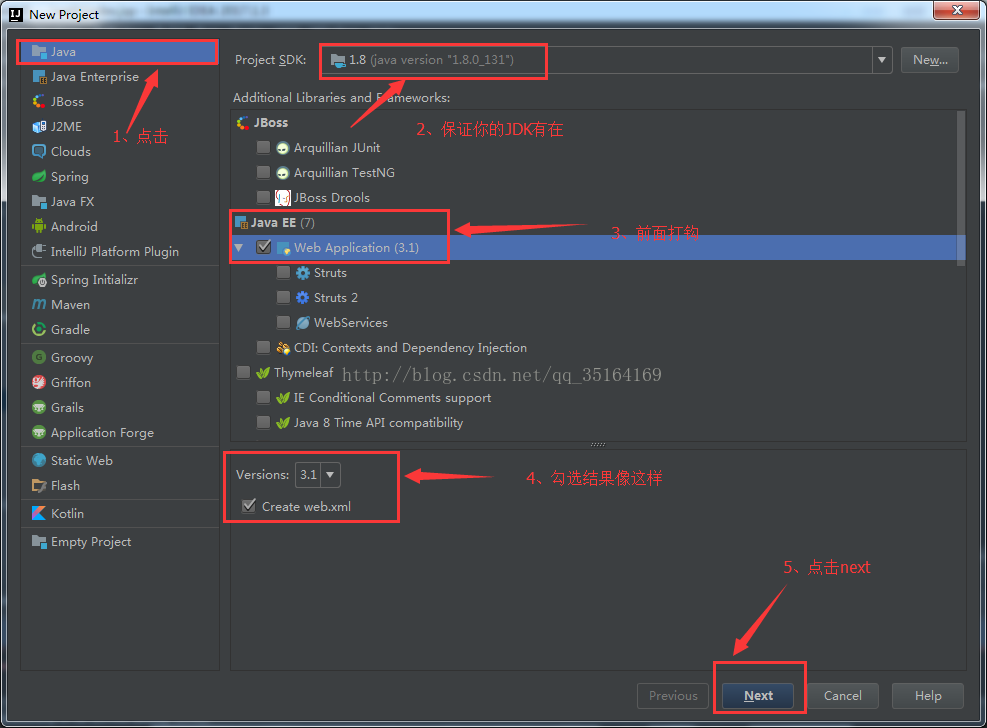 New Project
Java
Java Enterprise
JBoss
J2ME
Clouds
Spring
Java FX
Android
IntelliJ Platform Plugin
Spring Initializr
Maven
Gradle
Groovy
Griffon
Grails
Application Forge
Static Web
Flash
Kotlin
Empty Project
1、点击
Project SDK: 1.8 (java version "1.8.0_131") New...
2、保证你的JDK有在
Additional Libraries and Frameworks:
JBoss
Arquillian JUnit
Arquillian TestNG
JBoss Drools
Java EE (7)
3、前面打钩
Web Application (3.1)
Struts
Struts 2
WebServices
CDI: Contexts and Dependency Injection
Thymeleaf
http://blog.csdn.net/qq_35164169
IE Conditional Comments support
Java 8 Time API compatibility
Versions: 3.1
4、勾选结果像这样
Create web.xml
5、点击next
Previous Next Cancel Help